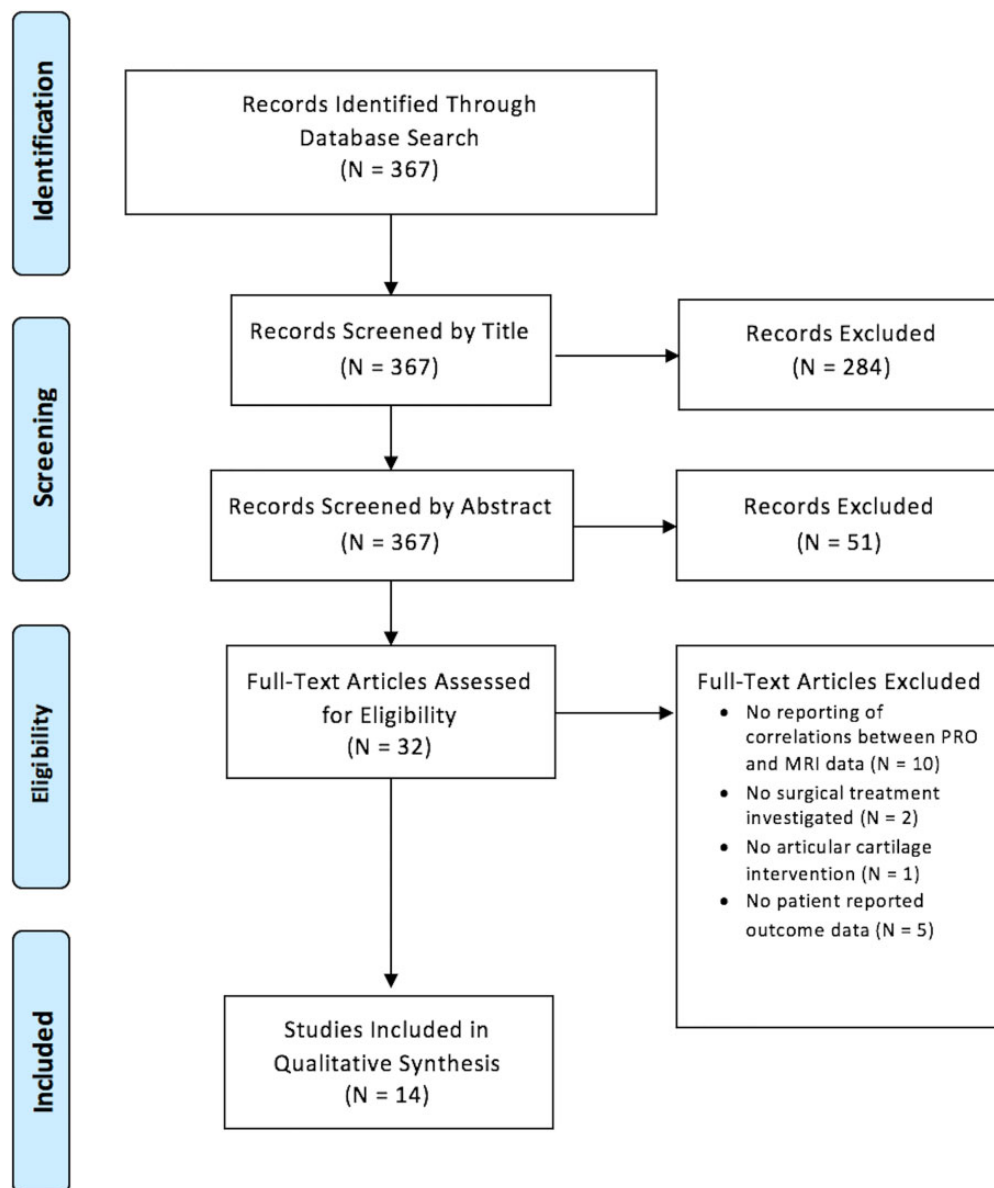 Identification
Records Identified Through
Database Search
(N = 367)
Screening
Records Screened by Title
(N = 367)
Records Excluded
(N = 284)
Records Screened by Abstract
(N = 367)
Records Excluded
(N = 51)
Eligibility
Full-Text Articles Assessed
for Eligibility
(N = 32)
Full-Text Articles Excluded
• No reporting of
correlations between PRO
and MRI data (N = 10)
• No surgical treatment
investigated (N = 2)
• No articular cartilage
intervention (N = 1)
• No patient reported
outcome data (N = 5)
Included
Studies Included in
Qualitative Synthesis
(N = 14)